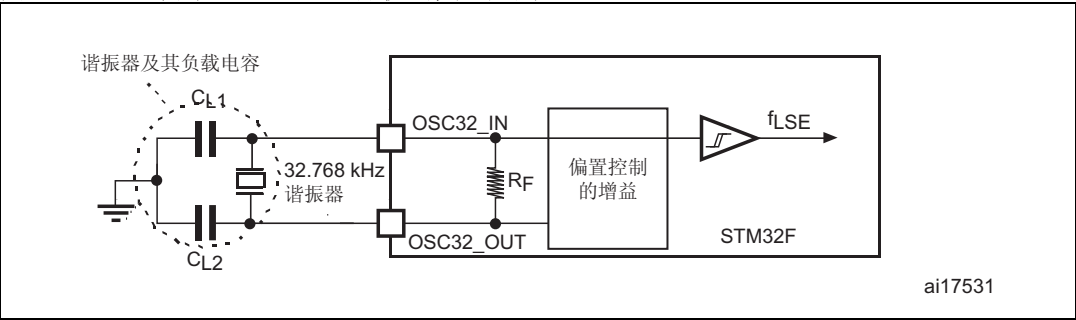 谐振器及其负载电容
CL1
OSC32_IN
fLSE
32.768 kHz
谐振器
RF
偏置控制
的增益
OSC32_OUT
STM32F
CL2
ai17531